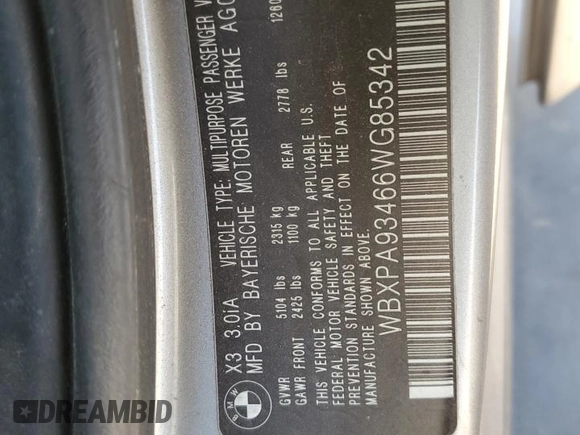 X3 3.0iA VEHICLE TYPE: MULTIPURPOSE PASSENGER
MFD BY BAYERISCHE MOTOREN WERKE
BMW
GVWR 5104 lbs 2315 kg
GAWR FRONT 2425 lbs 1100 kg REAR 2778 lbs 1260
THIS VEHICLE CONFORMS TO ALL APPLICABLE U.S.
FEDERAL MOTOR VEHICLE SAFETY AND THEFT
PREVENTION STANDARDS IN EFFECT ON THE DATE OF
MANUFACTURE SHOWN ABOVE.
WBXPA93466WG85342
DREAMBID